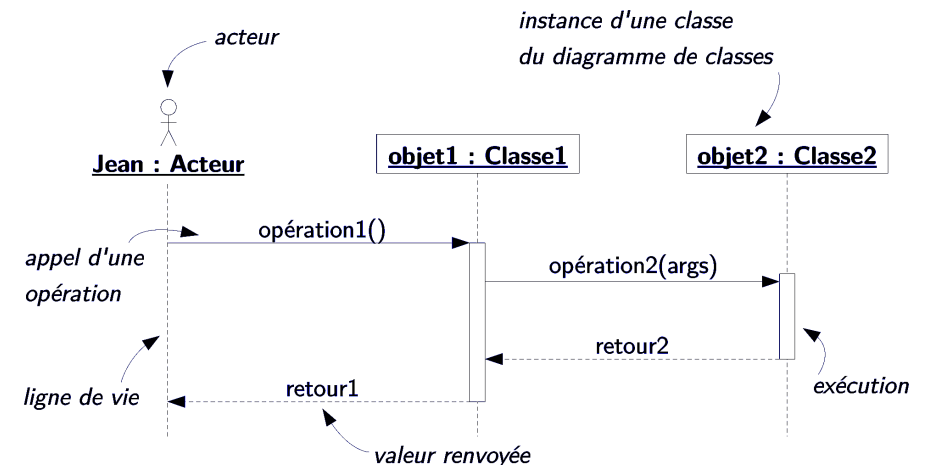 instance d'une classe
acteur
du diagramme de classes
Jean : Acteur
objet1 : Classe1
objet2 : Classe2
opération1()
appel d'une
opération
opération2(args)
retour2
retour1
ligne de vie
exécution
valeur renvoyée